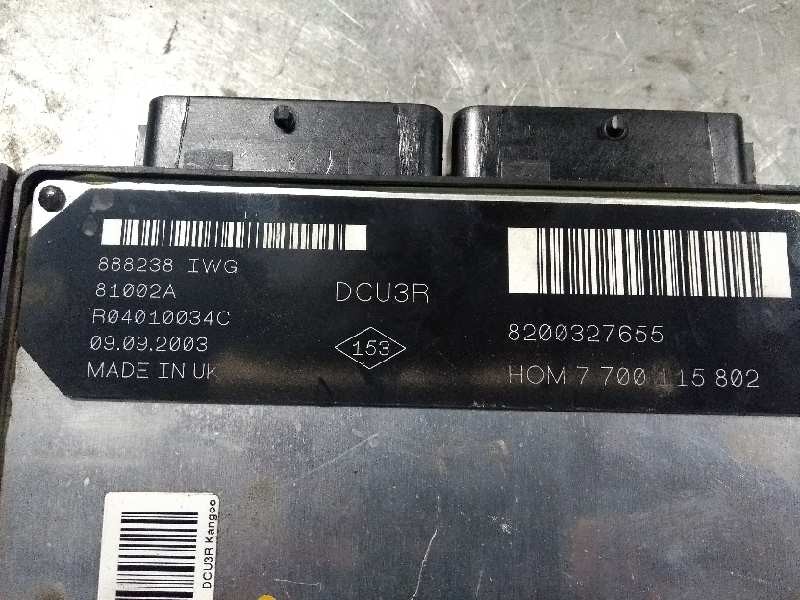 888238 IWG
81002A
R04010034C
09.09.2003
MADE IN UK
DCU3R
153
8200327655
HOM 7 700 115 802
DCU3R Kangoo